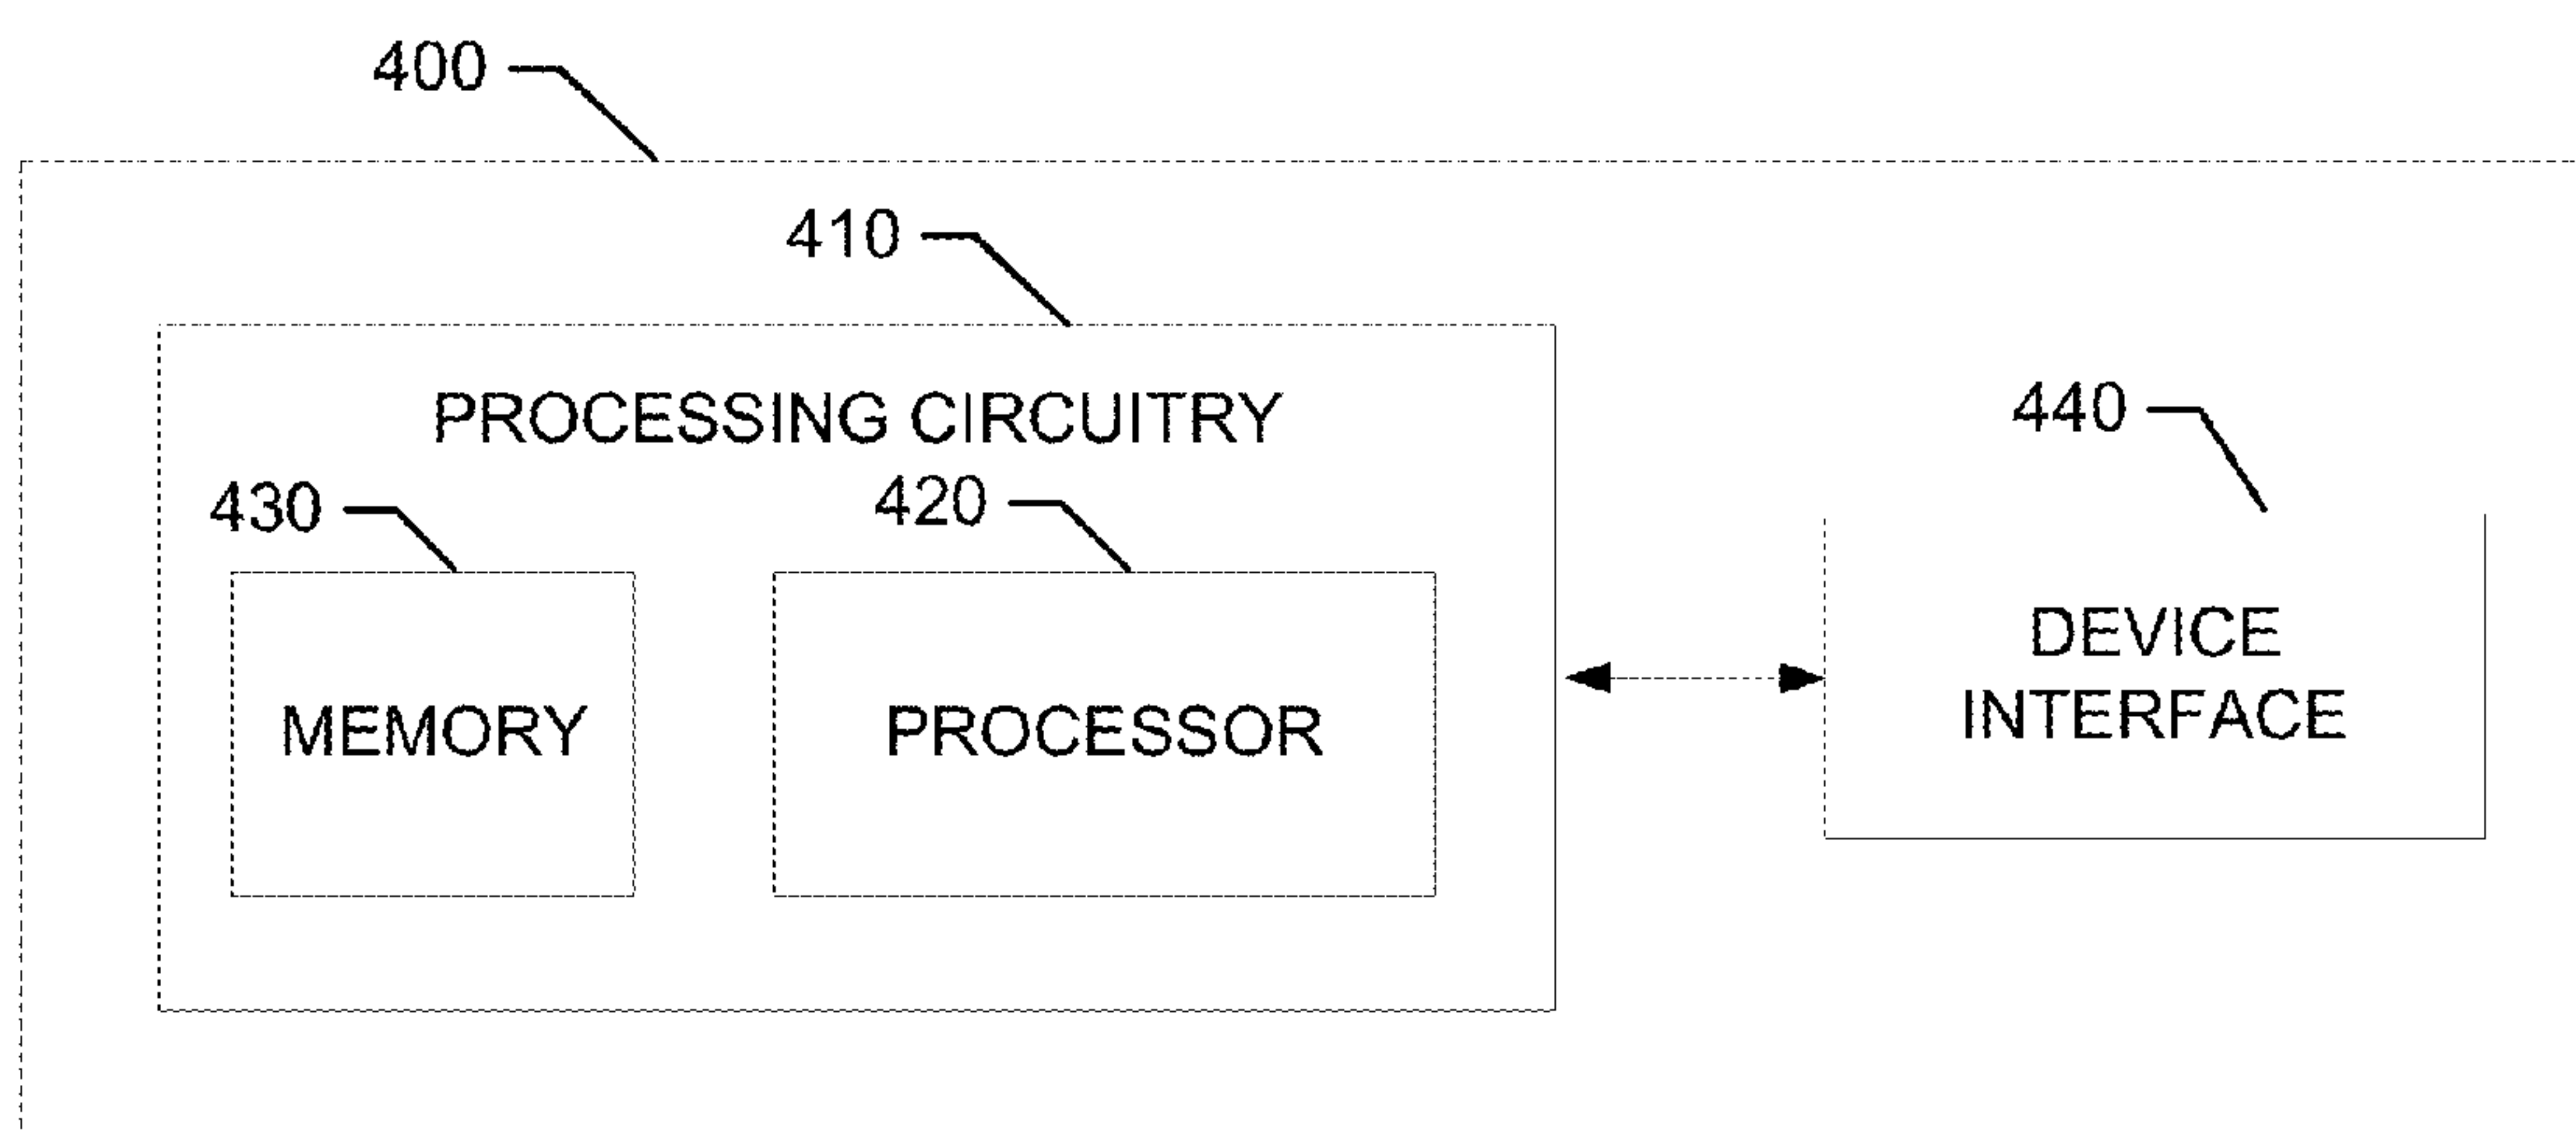 400
410
PROCESSING CIRCUITRY
440
430
420
DEVICE
INTERFACE
MEMORY
PROCESSOR